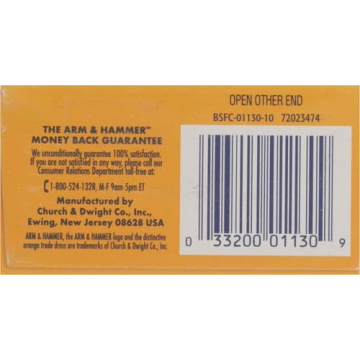 OPEN OTHER END
BSFC-01130-10 72023474
THE ARM & HAMMER™
MONEY BACK GUARANTEE
We unconditionally guarantee 100% satisfaction.
If you are not satisfied in any way, please call our
Consumer Relations Department toll-free at:
1-800-524-1328, M-F 9am-5pm ET
Manufactured by
Church & Dwight Co., Inc.,
Ewing, New Jersey 08628 USA
ARM & HAMMER, the ARM & HAMMER logo and the distinctive
orange trade dress are trademarks of Church & Dwight Co., Inc.
0 33200 01130 9